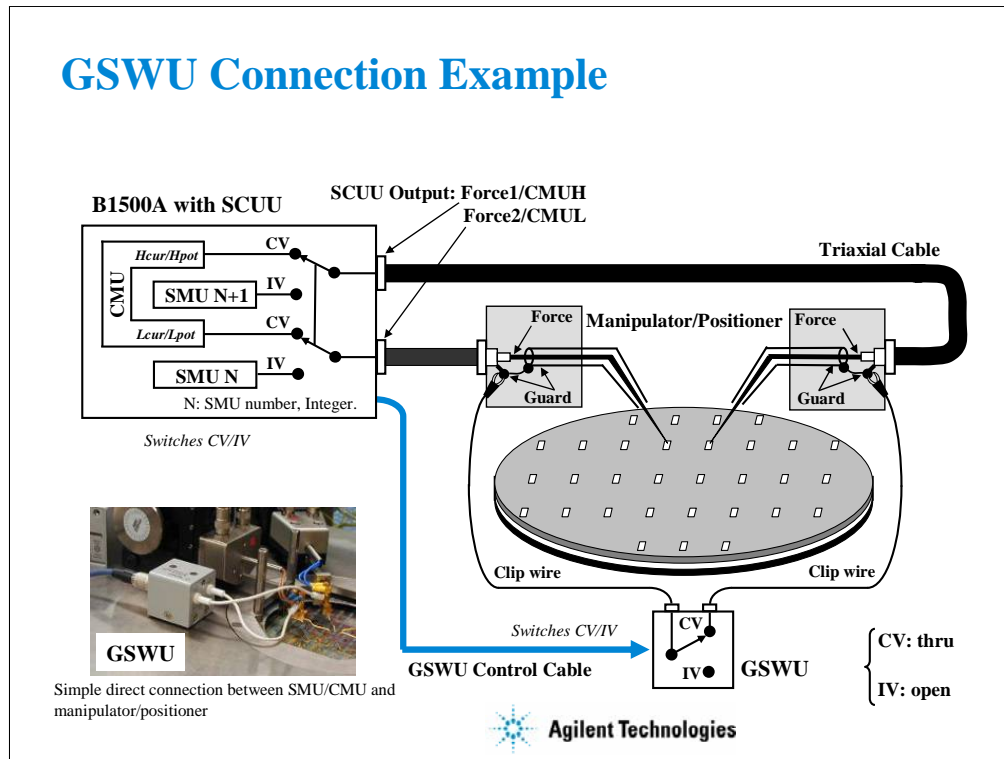 GSWU Connection Example
B1500A with SCUU
SCUU Output: Force1/CMUH
Force2/CMUL
Triaxial Cable
CMU
Hcur/Hpot
CV
SMU N+1
IV
Lcur/Lpot
CV
SMU N
IV
N: SMU number, Integer.
Switches CV/IV
Force
Manipulator/Positioner
Force
Guard
Guard
Clip wire
Clip wire
GSWU
Simple direct connection between SMU/CMU and
manipulator/positioner
Switches CV/IV
GSWU Control Cable
CV
IV
GSWU
CV: thru
IV: open
Agilent Technologies